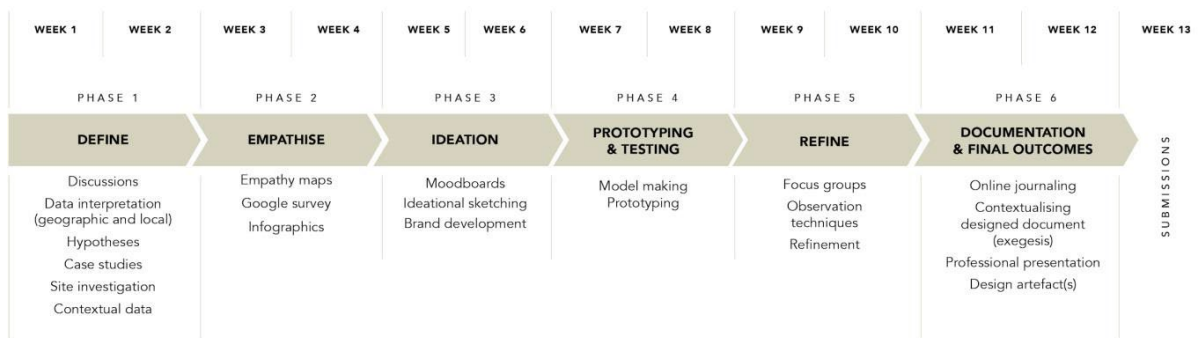 WEEK 1
WEEK 2
WEEK 3
WEEK 4
WEEK 5
WEEK 6
WEEK 7
WEEK 8
WEEK 9
WEEK 10
WEEK 11
WEEK 12
WEEK 13
PHASE 1
PHASE 2
PHASE 3
PHASE 4
PHASE 5
PHASE 6
DEFINE
EMPATHISE
IDEATION
PROTOTYPING
& TESTING
REFINE
DOCUMENTATION
& FINAL OUTCOMES
Discussions
Data interpretation
(geographic and local)
Hypotheses
Case studies
Site investigation
Contextual data
Empathy maps
Google survey
Infographics
Moodboards
Ideational sketching
Brand development
Model making
Prototyping
Focus groups
Observation
techniques
Refinement
Online journaling
Contextualising
designed document
(exegesis)
Professional presentation
Design artefact(s)
SUBMISSIONS